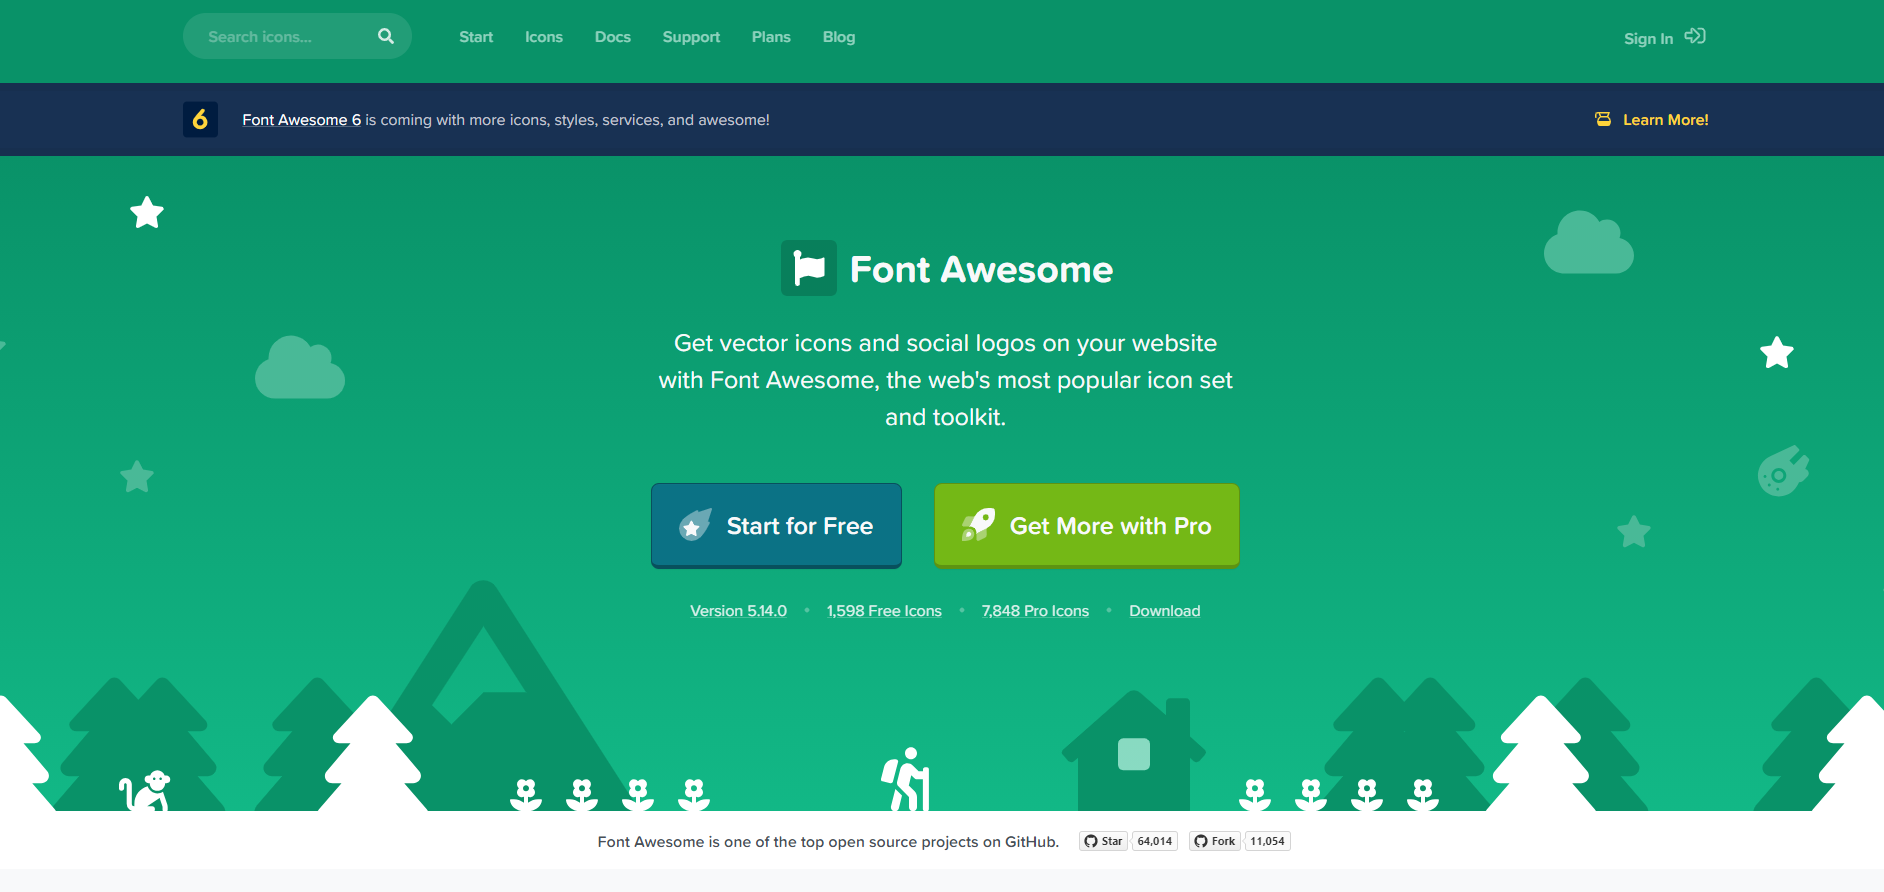 Search icons...
Start
Icons
Docs
Support
Plans
Blog
Sign In
6
Font Awesome 6 is coming with more icons, styles, services, and awesome!
Learn More!
Font Awesome
Get vector icons and social logos on your website
with Font Awesome, the web's most popular icon set
and toolkit.
Start for Free
Get More with Pro
Version 5.14.0 • 1,598 Free Icons • 7,848 Pro Icons • Download
Font Awesome is one of the top open source projects on GitHub.
Star 64,014
Fork 11,054